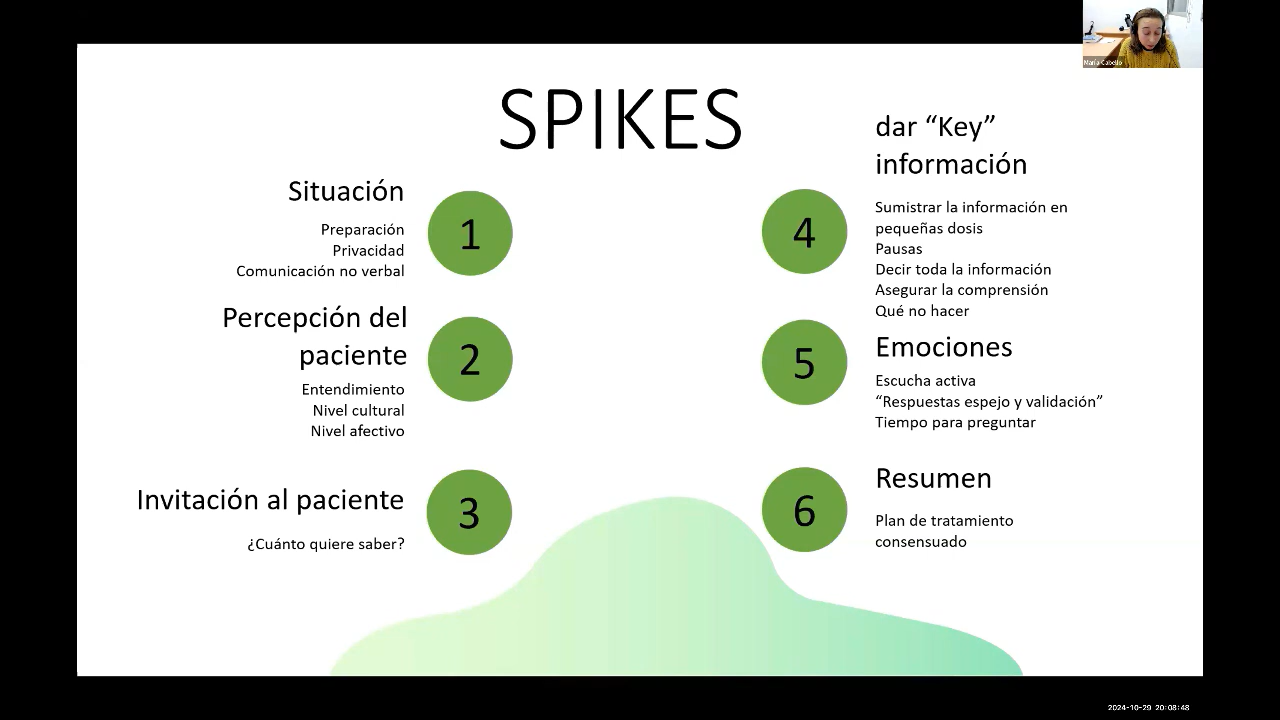 María Cabello
SPIKES
Situación
Preparación
Privacidad
Comunicación no verbal
1
Percepción del
paciente
Entendimiento
Nivel cultural
Nivel afectivo
2
Invitación al paciente
¿Cuánto quiere saber?
3
dar “Key”
información
Sumistrar la información en
pequeñas dosis
Pausas
Decir toda la información
Asegurar la comprensión
Qué no hacer
4
Emociones
Escucha activa
“Respuestas espejo y validación”
Tiempo para preguntar
5
Resumen
Plan de tratamiento
consensuado
6
2024-10-29 20:08:48